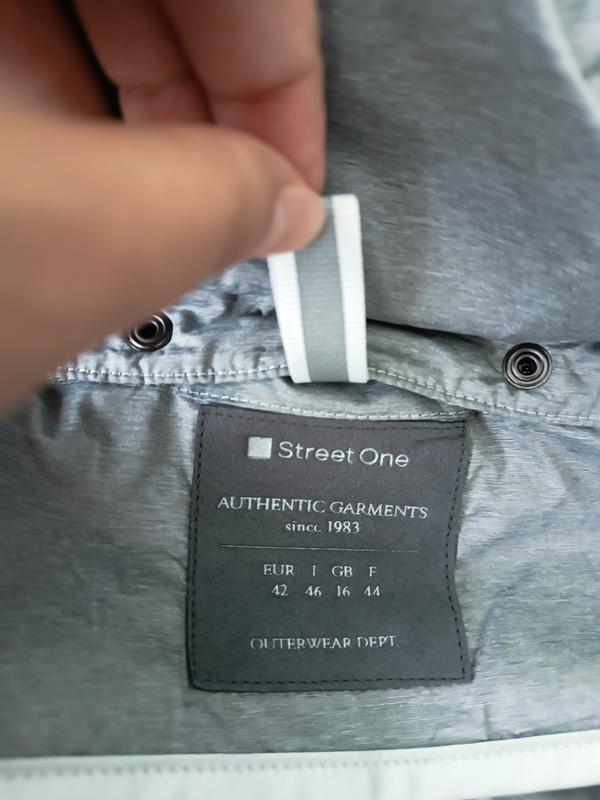 Street One
AUTHENTIC GARMENTS
since 1983
EUR I GB F
42 46 16 44
OUTERWEAR DEPT.